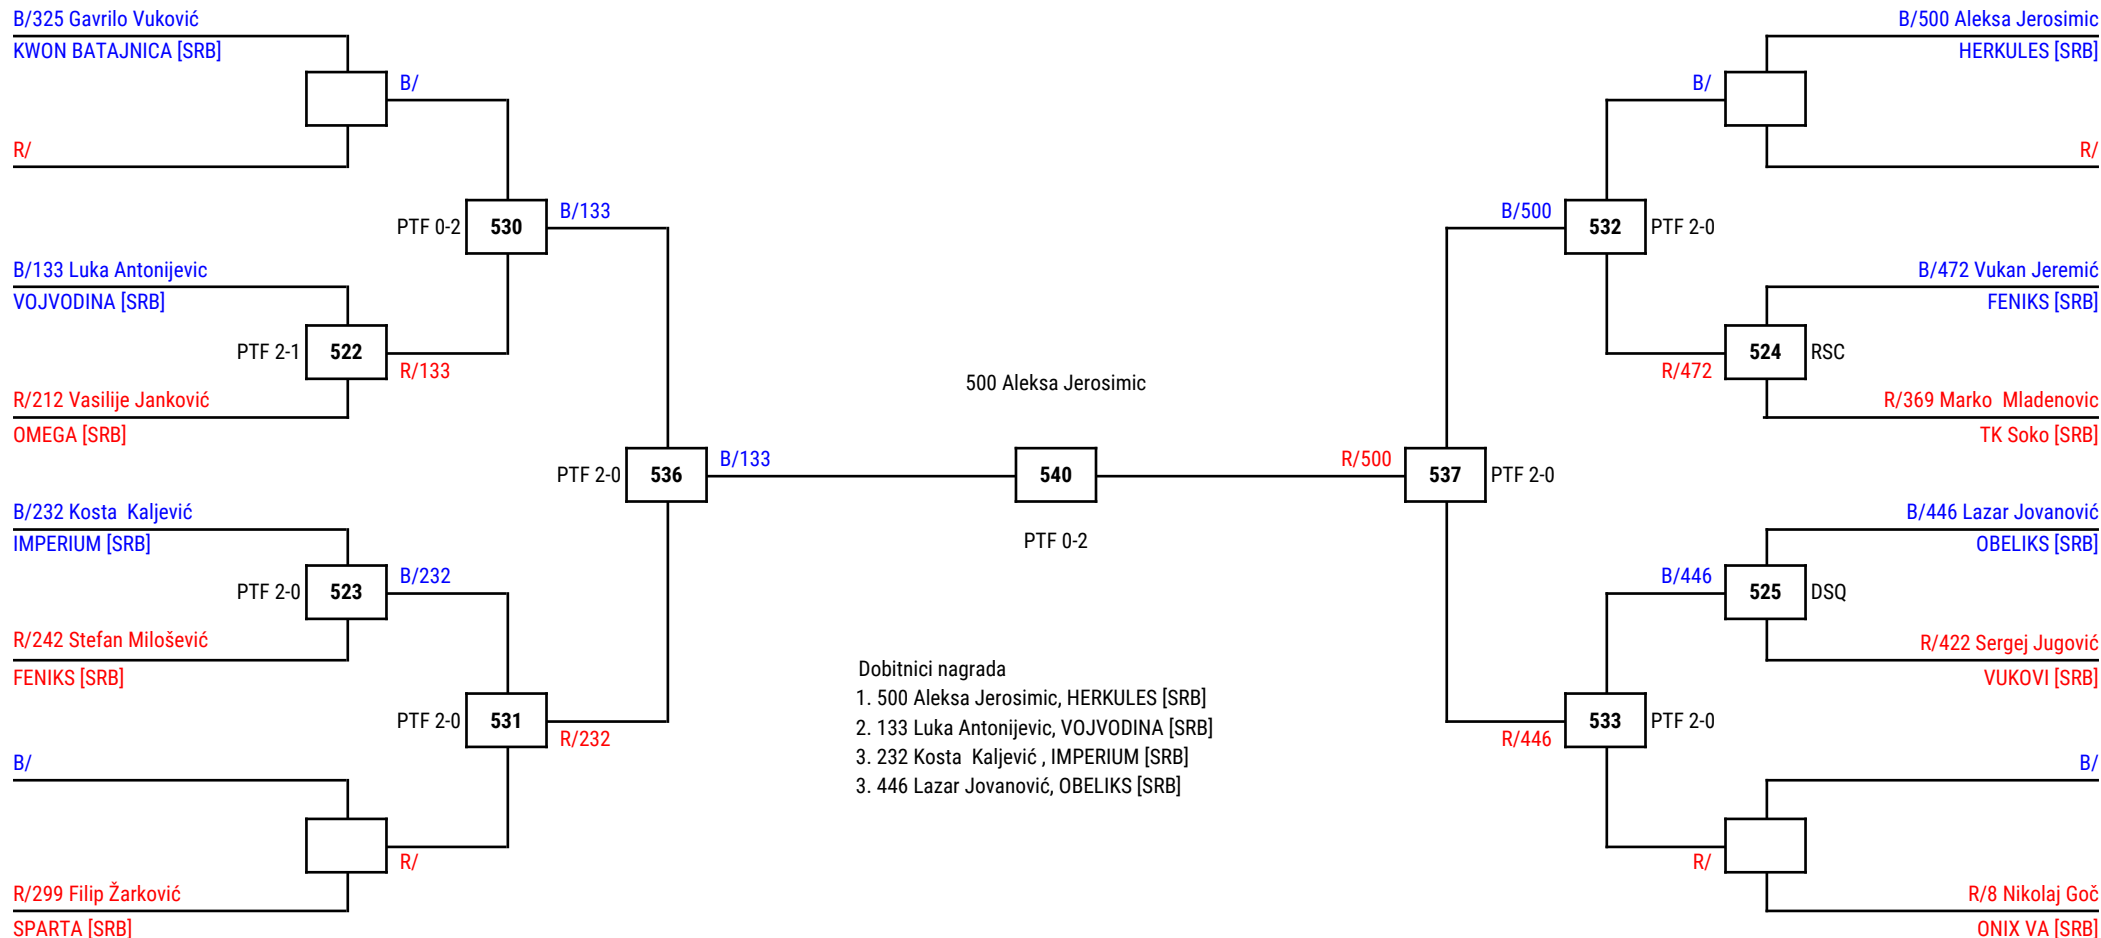 B/325 Gavrilo Vuković
KWON BATAJNICA [SRB]
B/
R/
PTF 0-2 530 B/133
B/133 Luka Antonijevic
VOJVODINA [SRB]
PTF 2-1 522
R/133
R/212 Vasilije Janković
OMEGA [SRB]
PTF 2-0 536 B/133
B/232 Kosta  Kaljević
IMPERIUM [SRB]
PTF 2-0 523 B/232
R/242 Stefan Milošević
FENIKS [SRB]
PTF 2-0 531
R/232
B/
R/
R/299 Filip Žarković
SPARTA [SRB]
500 Aleksa Jerosimic
540
PTF 0-2
Dobitnici nagrada
1. 500 Aleksa Jerosimic, HERKULES [SRB]
2. 133 Luka Antonijevic, VOJVODINA [SRB]
3. 232 Kosta  Kaljević , IMPERIUM [SRB]
3. 446 Lazar Jovanović, OBELIKS [SRB]
B/500 Aleksa Jerosimic
HERKULES [SRB]
B/
R/
B/500 532 PTF 2-0
B/472 Vukan Jeremić
FENIKS [SRB]
524 RSC
R/472
R/369 Marko  Mladenovic
TK Soko [SRB]
R/500 537 PTF 2-0
B/446 Lazar Jovanović
OBELIKS [SRB]
B/446 525 DSQ
R/422 Sergej Jugović
VUKOVI [SRB]
533 PTF 2-0
R/446
B/
R/
R/8 Nikolaj Goč
ONIX VA [SRB]